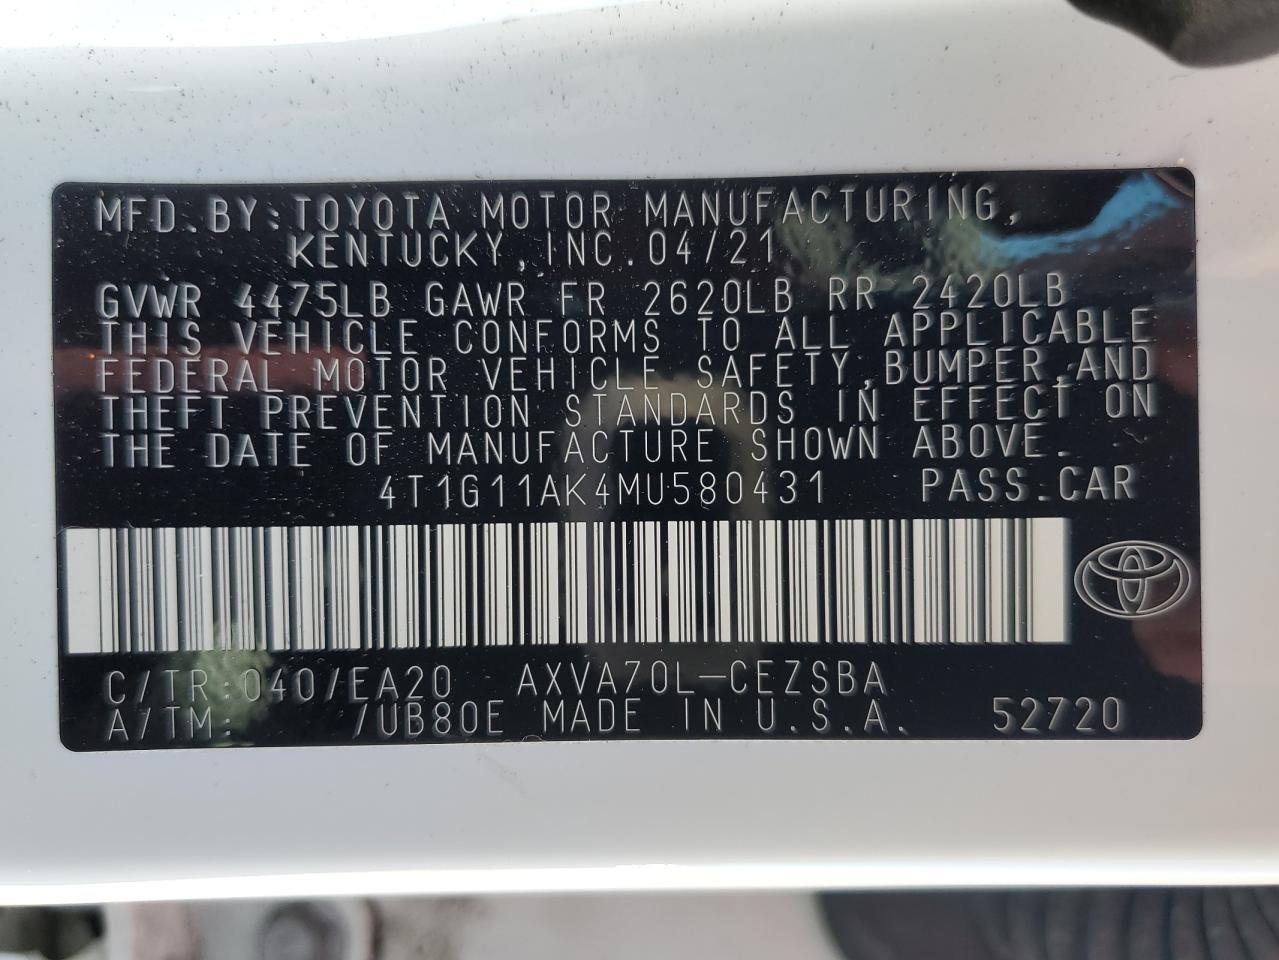 MFD.BY:TOYOTA MOTOR MANUFACTURING,
KENTUCKY,INC.04/21
GVWR 4475LB GAWR FR 2620LB RR 2420LB
THIS VEHICLE CONFORMS TO ALL APPLICABLE
FEDERAL MOTOR VEHICLE SAFETY,BUMPER,AND
THEFT PREVENTION STANDARDS IN EFFECT ON
THE DATE OF MANUFACTURE SHOWN ABOVE.
4T1G11AK4MU580431 PASS.CAR
C/TR:040/EA20 AXVA70L-CEZSBA
A/TM: /UB80E MADE IN U.S.A. 52720